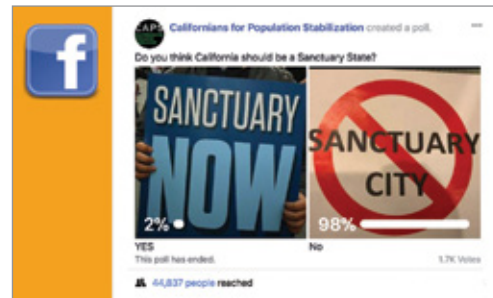 f
CAPS
Californians for Population Stabilization created a poll.
Do you think California should be a Sanctuary State?
SANCTUARY
NOW
SANCTUARY
CITY
2%
98%
YES
No
This poll has ended.
1.7K Votes
44,837 people reached